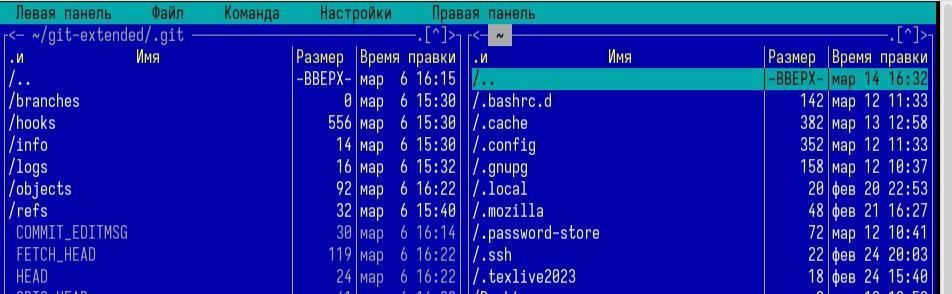 Левая панель Файл Команда Настройки Правая панель
<– ~/git-extended/.git .[^]> <– ~ .[^]>
.и Имя Размер Время правки .и Имя Размер Время правки
/.. -ВВЕРХ- мар 6 16:15 /.. -ВВЕРХ- мар 14 16:32
/branches 0 мар 6 15:30 /.bashrc.d 142 мар 12 11:33
/hooks 556 мар 6 15:30 /.cache 382 мар 13 12:58
/info 14 мар 6 15:30 /.config 352 мар 12 11:33
/logs 16 мар 6 15:32 /.gnupg 158 мар 12 10:37
/objects 92 мар 6 16:22 /.local 20 фев 20 22:53
/refs 32 мар 6 15:40 /.mozilla 48 фев 21 16:27
COMMIT_EDITMSG 30 мар 6 16:14 /.password-store 72 мар 12 10:41
FETCH_HEAD 119 мар 6 16:22 /.ssh 22 фев 24 20:03
HEAD 24 мар 6 16:22 /.texlive2023 18 фев 24 15:40